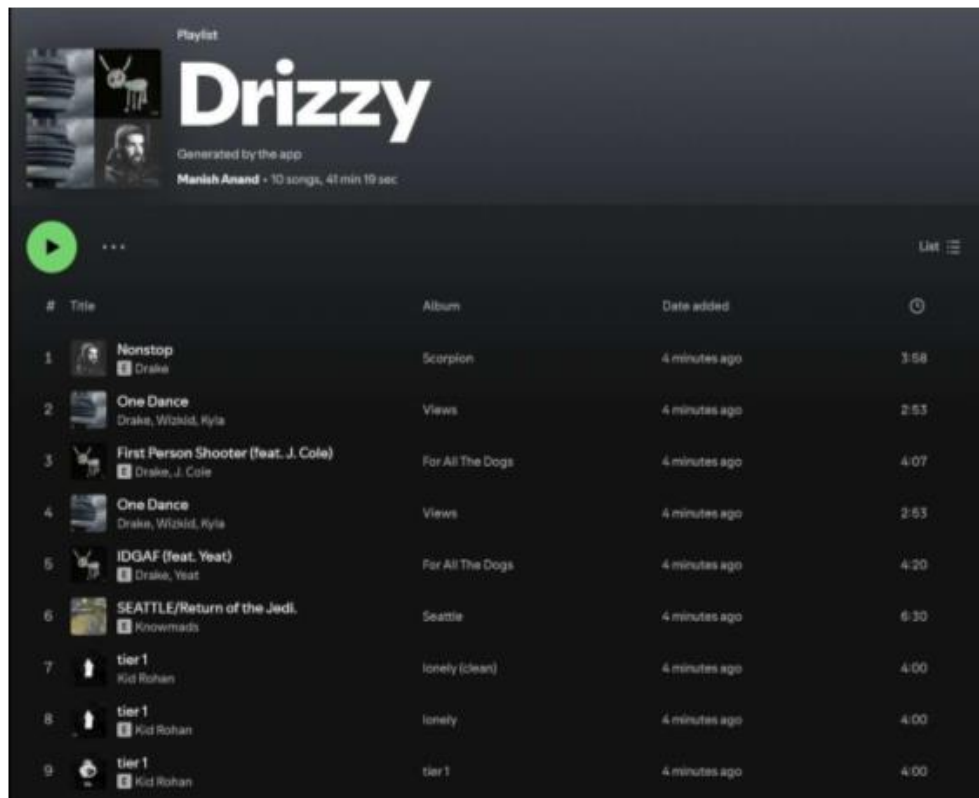 Playlist
Drizzy
Generated by the app
Manish Anand • 10 songs, 41 min 19 sec
List
# Title Album Date added
1 Nonstop Scorpion 4 minutes ago 3:58
E Drake
2 One Dance Views 4 minutes ago 2:53
Drake, Wizkid, Kyla
3 First Person Shooter (feat. J. Cole) For All The Dogs 4 minutes ago 4:07
E Drake, J. Cole
4 One Dance Views 4 minutes ago 2:53
Drake, Wizkid, Kyla
5 IDGAF (feat. Yeat) For All The Dogs 4 minutes ago 4:20
E Drake, Yeat
6 SEATTLE/Return of the Jedi. Seattle 4 minutes ago 6:30
E Knowmads
7 tier 1 lonely (clean) 4 minutes ago 4:00
Kid Rohan
8 tier 1 lonely 4 minutes ago 4:00
E Kid Rohan
9 tier 1 tier 1 4 minutes ago 4:00
E Kid Rohan